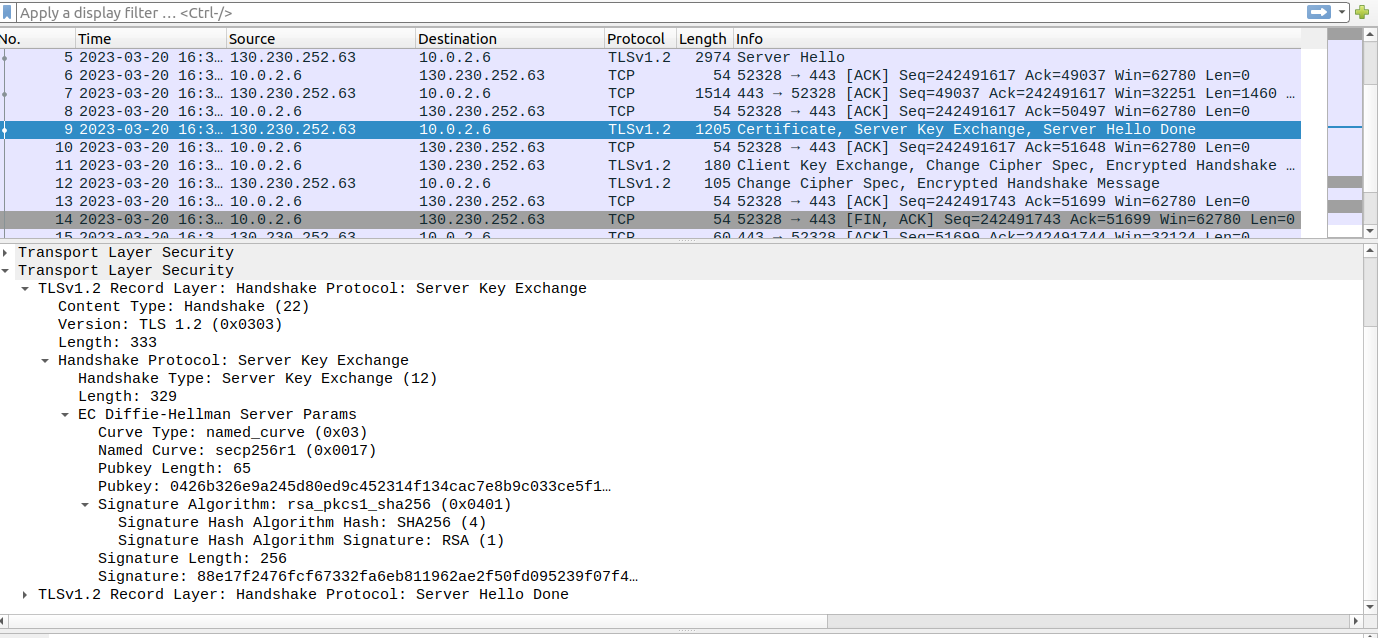 Apply a display filter … <Ctrl-/>
No. Time Source Destination Protocol Length Info
5 2023-03-20 16:3… 130.230.252.63 10.0.2.6 TLSv1.2 2974 Server Hello
6 2023-03-20 16:3… 10.0.2.6 130.230.252.63 TCP 54 52328 → 443 [ACK] Seq=242491617 Ack=49037 Win=62780 Len=0
7 2023-03-20 16:3… 130.230.252.63 10.0.2.6 TCP 1514 443 → 52328 [ACK] Seq=49037 Ack=242491617 Win=32251 Len=1460 …
8 2023-03-20 16:3… 10.0.2.6 130.230.252.63 TCP 54 52328 → 443 [ACK] Seq=242491617 Ack=50497 Win=62780 Len=0
9 2023-03-20 16:3… 130.230.252.63 10.0.2.6 TLSv1.2 1205 Certificate, Server Key Exchange, Server Hello Done
10 2023-03-20 16:3… 10.0.2.6 130.230.252.63 TCP 54 52328 → 443 [ACK] Seq=242491617 Ack=51648 Win=62780 Len=0
11 2023-03-20 16:3… 10.0.2.6 130.230.252.63 TLSv1.2 180 Client Key Exchange, Change Cipher Spec, Encrypted Handshake …
12 2023-03-20 16:3… 130.230.252.63 10.0.2.6 TLSv1.2 105 Change Cipher Spec, Encrypted Handshake Message
13 2023-03-20 16:3… 10.0.2.6 130.230.252.63 TCP 54 52328 → 443 [ACK] Seq=242491743 Ack=51699 Win=62780 Len=0
14 2023-03-20 16:3… 10.0.2.6 130.230.252.63 TCP 54 52328 → 443 [FIN, ACK] Seq=242491743 Ack=51699 Win=62780 Len=0
15 2023-03-20 16:3… 130.230.252.63 10.0.2.6 TCP 60 443 → 52328 [ACK] Seq=51699 Ack=242491744 Win=32124 Len=0
Transport Layer Security
Transport Layer Security
TLSv1.2 Record Layer: Handshake Protocol: Server Key Exchange
Content Type: Handshake (22)
Version: TLS 1.2 (0x0303)
Length: 333
Handshake Protocol: Server Key Exchange
Handshake Type: Server Key Exchange (12)
Length: 329
EC Diffie-Hellman Server Params
Curve Type: named_curve (0x03)
Named Curve: secp256r1 (0x0017)
Pubkey Length: 65
Pubkey: 0426b326e9a245d80ed9c452314f134cac7e8b9c033ce5f1…
Signature Algorithm: rsa_pkcs1_sha256 (0x0401)
Signature Hash Algorithm Hash: SHA256 (4)
Signature Hash Algorithm Signature: RSA (1)
Signature Length: 256
Signature: 88e17f2476fcf67332fa6eb811962ae2f50fd095239f07f4…
TLSv1.2 Record Layer: Handshake Protocol: Server Hello Done